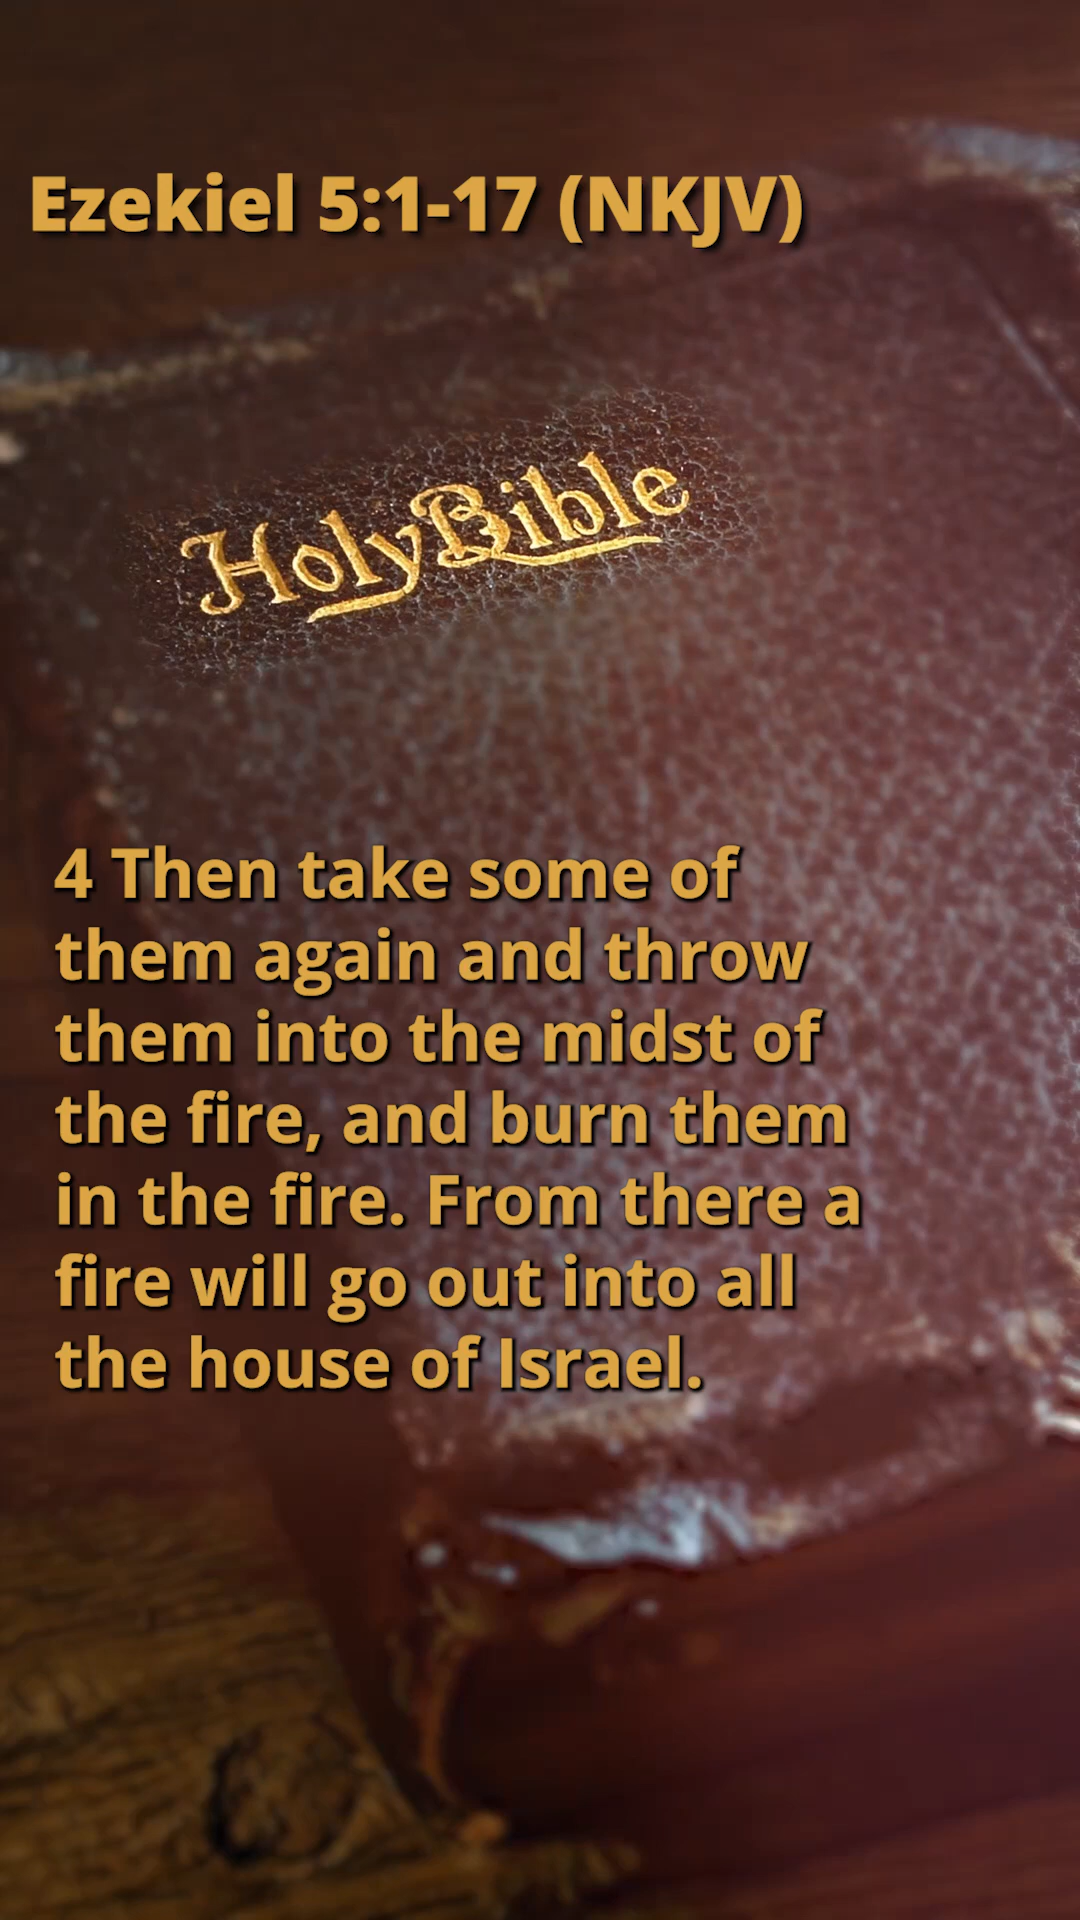 Ezekiel 5:1-17 (NKJV)
Holy Bible
4 Then take some of
them again and throw
them into the midst of
the fire, and burn them
in the fire. From there a
fire will go out into all
the house of Israel.